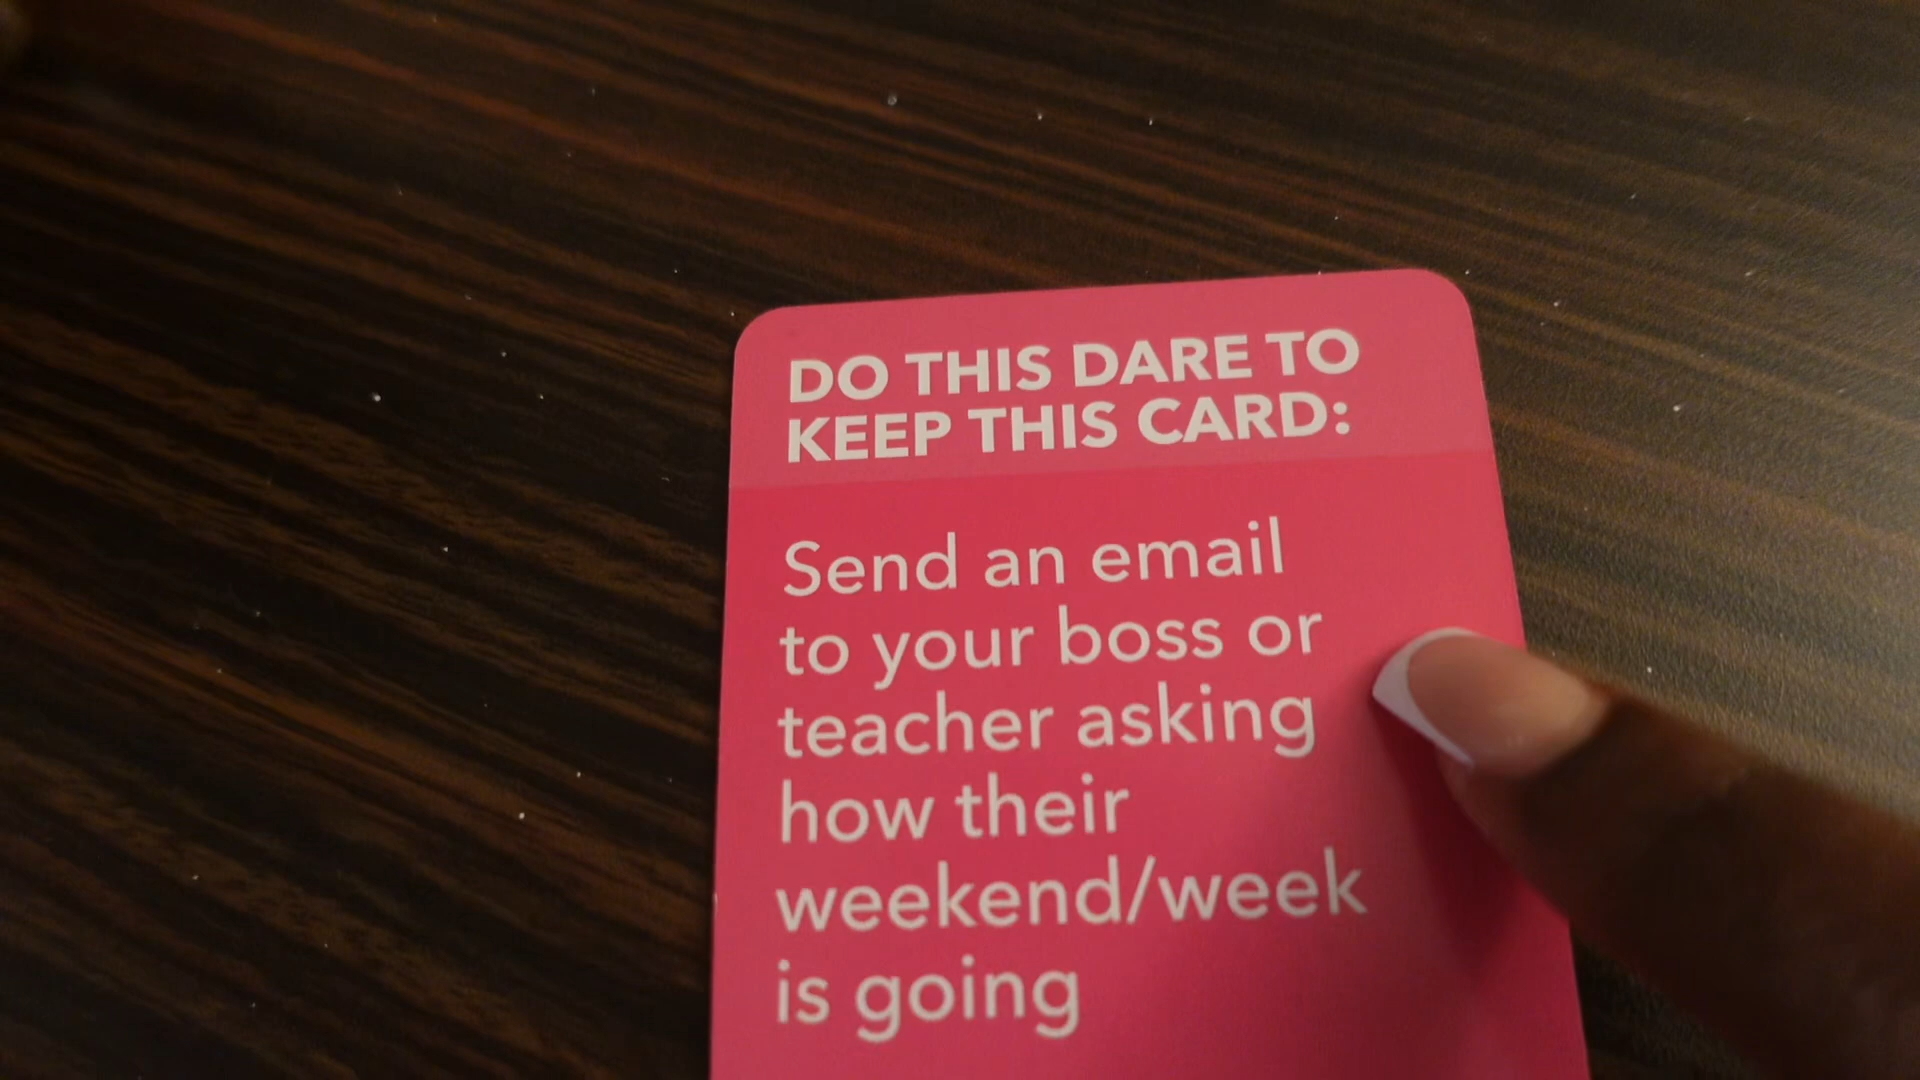 DO THIS DARE TO
KEEP THIS CARD:
Send an email
to your boss or
teacher asking
how their
weekend/week
is going